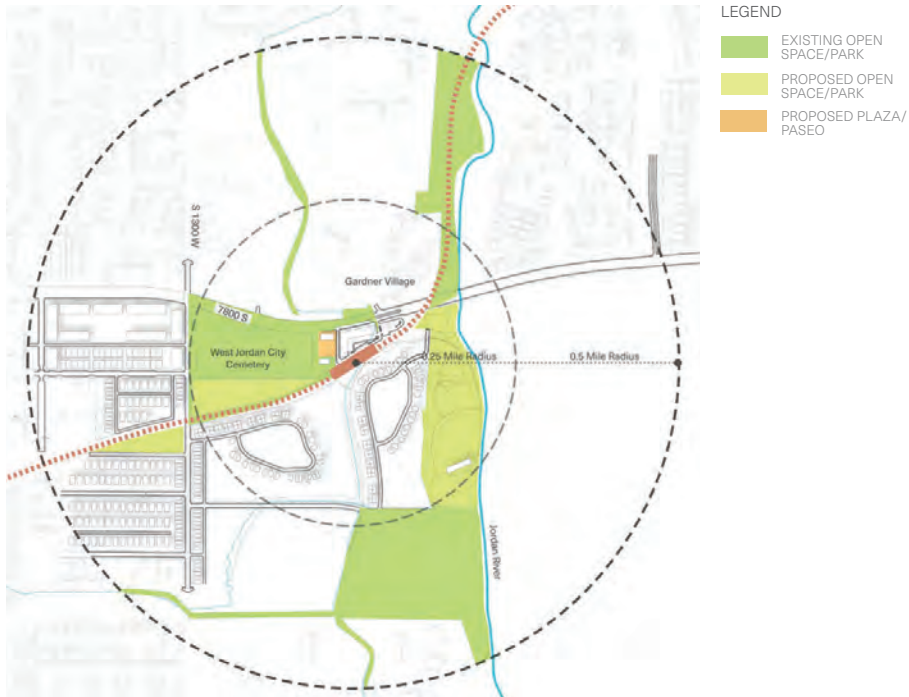 LEGEND
EXISTING OPEN
SPACE/PARK
PROPOSED OPEN
SPACE/PARK
PROPOSED PLAZA/
PASEO
S 1300 W
Gardner Village
7800 S
West Jordan City
Cemetery
0.25 Mile Radius
0.5 Mile Radius
Jordan River